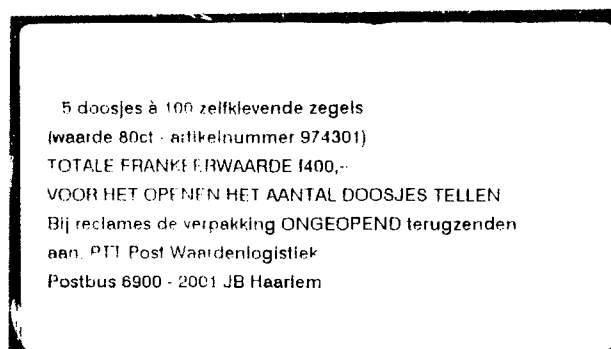 5 doosjes à 100 zelfklevende zegels
(waarde 80ct - artikelnummer 974301)
TOTALE FRANKEERWAARDE f400,-
VOOR HET OPENEN HET AANTAL DOOSJES TELLEN
Bij reclames de verpakking ONGEOPEND terugzenden
aan. PTT Post Waardenlogistiek
Postbus 6900 - 2001 JB Haarlem